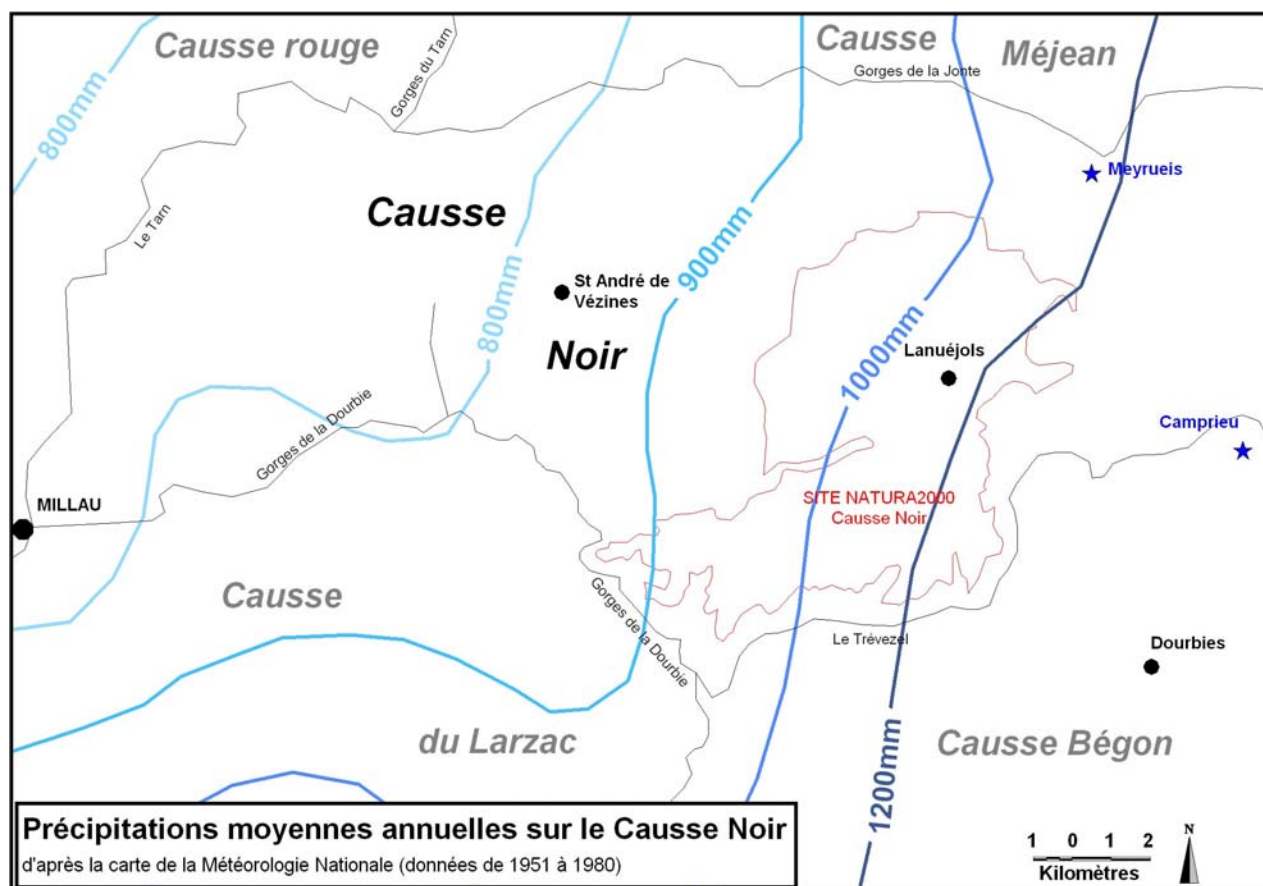 Causse rouge
Gorges du Tarn
Causse
Méjean
Gorges de la Jonte
800mm
Meyrueis
Le Tarn
Causse
900mm
St André de
Vézines
800mm
Noir
Lanuéjols
1000mm
Gorges de la Dourbie
Camprieu
MILLAU
SITE NATURA2000
Causse Noir
Causse
Gorges de la Dourbie
Le Trévezel
Dourbies
du Larzac
Causse Bégon
1200mm
Précipitations moyennes annuelles sur le Causse Noir
d'après la carte de la Météorologie Nationale (données de 1951 à 1980)
1 0 1 2
Kilomètres
N